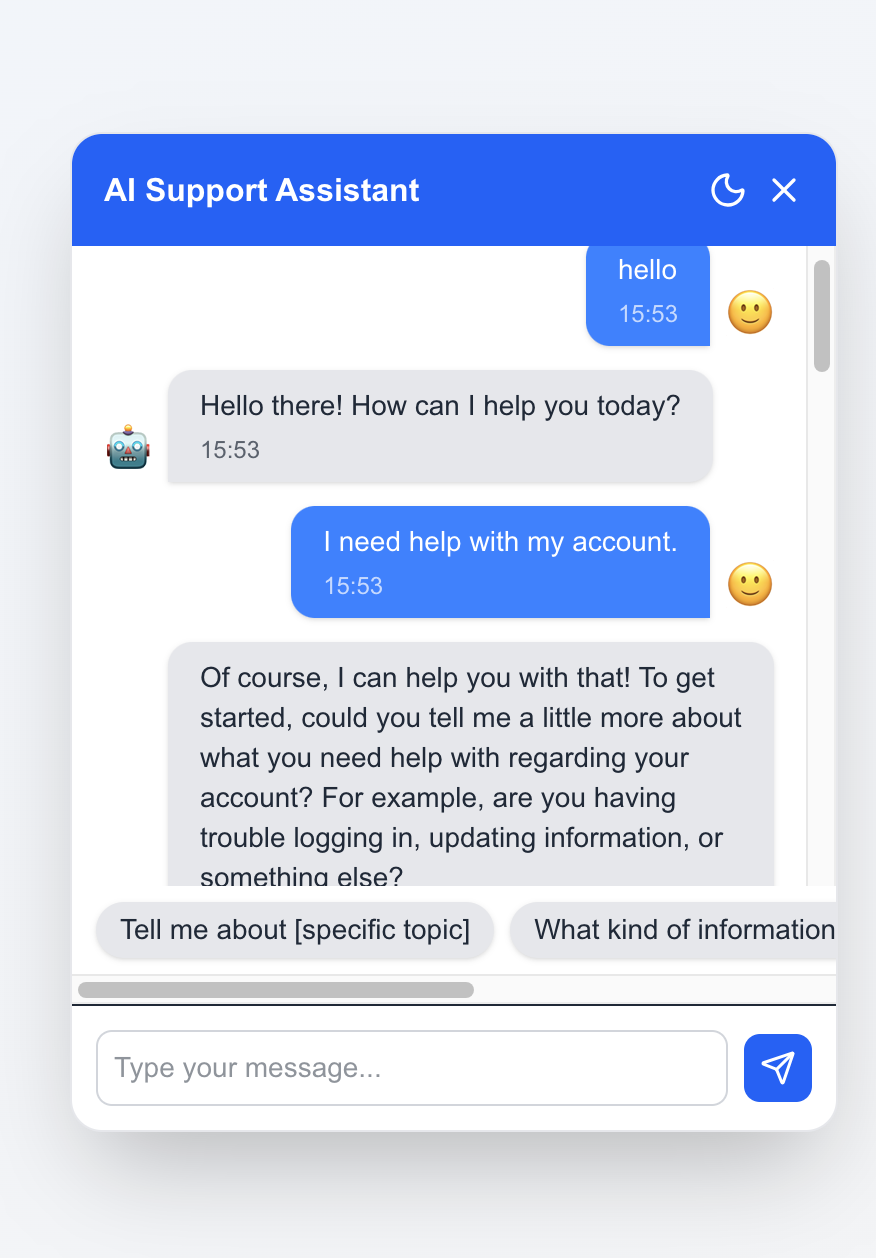 AI Support Assistant
hello
15:53
Hello there! How can I help you today?
15:53
I need help with my account.
15:53
Of course, I can help you with that! To get
started, could you tell me a little more about
what you need help with regarding your
account? For example, are you having
trouble logging in, updating information, or
something else?
Tell me about [specific topic]
What kind of information
Type your message...